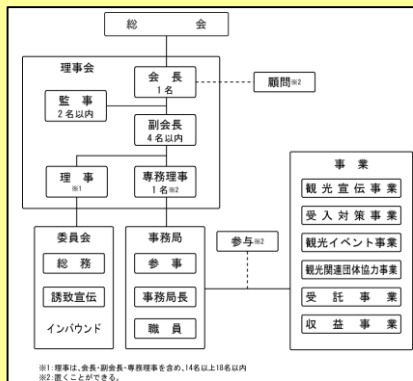 総会
理事会
会長
1名
顧問※2
監事
2名以内
副会長
4名以内
理事
※1
専務理事
1名※2
事業
観光宣伝事業
受入対策事業
観光イベント事業
観光関連団体協力事業
受託事業
収益事業
委員会
総務
誘致宣伝
インバウンド
事務局
参事
事務局長
職員
参与※2
※1:理事は、会長・副会長・専務理事を含め、14名以上18名以内
※2:置くことができる。